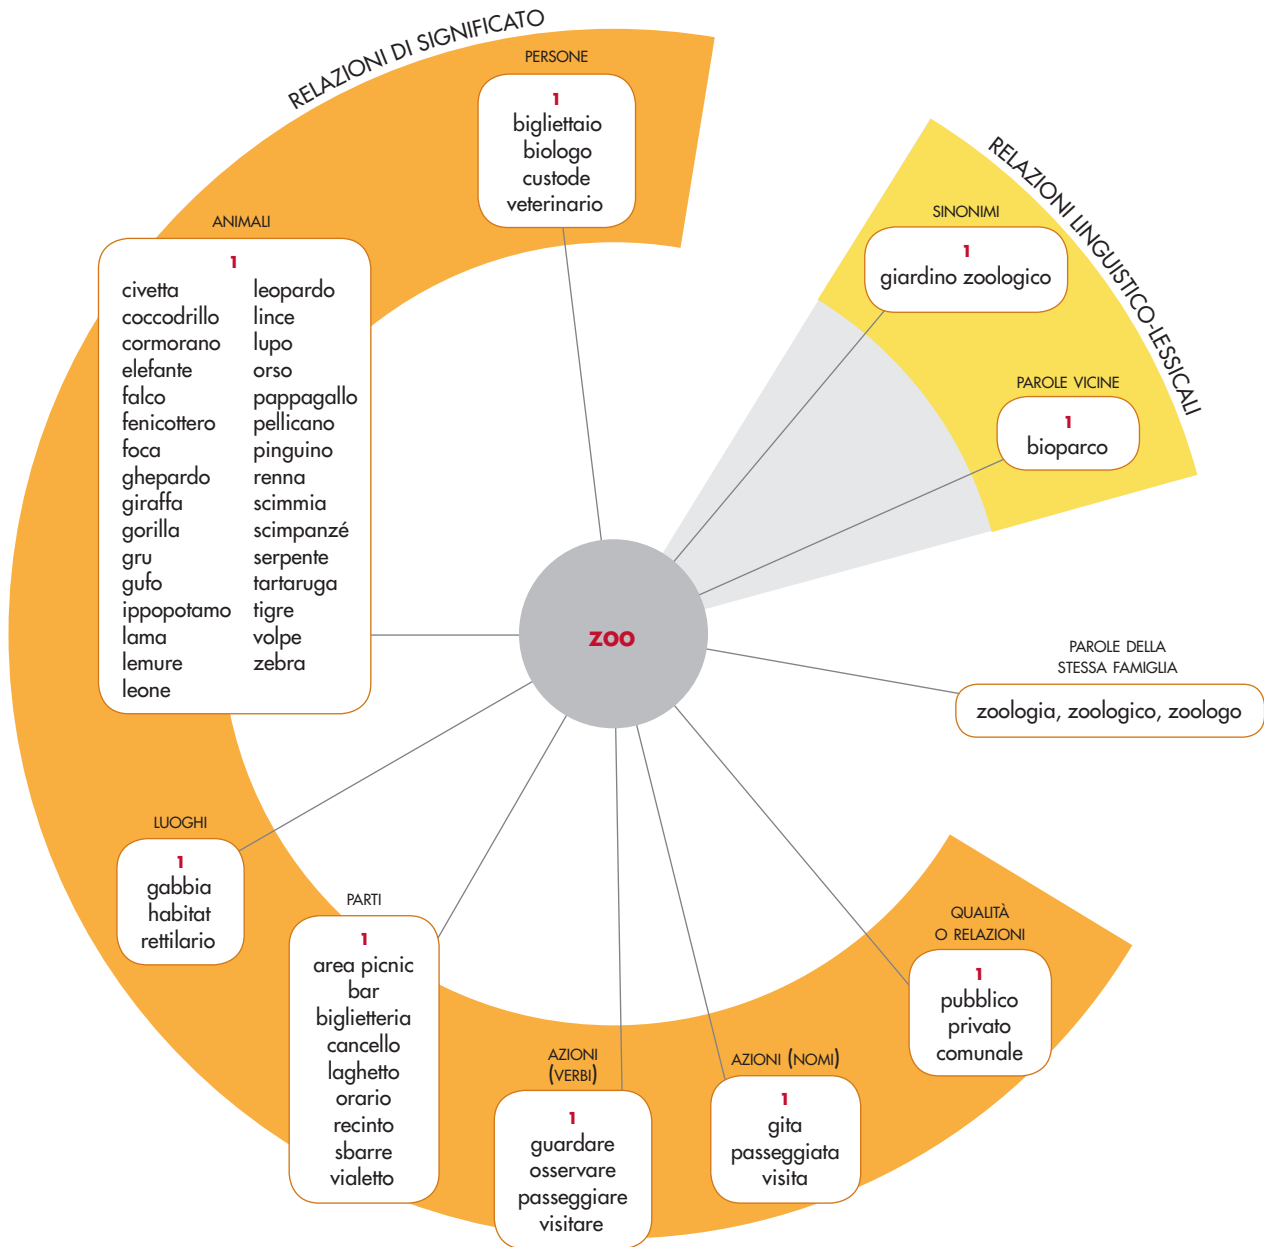 RELAZIONI DI SIGNIFICATO
PERSONE
1
bigliettaio
biologo
custode
veterinario
ANIMALI
1
civetta
coccodrillo
cormorano
elefante
falco
fenicottero
foca
ghepardo
giraffa
gorilla
gru
gufo
ippopotamo
lama
lemure
leone
leopardo
lince
lupo
orso
pappagallo
pellicano
pinguino
renna
scimmia
scimpanzé
serpente
tartaruga
tigre
volpe
zebra
LUOGHI
1
gabbia
habitat
rettilario
PARTI
1
area picnic
bar
biglietteria
cancello
laghetto
orario
recinto
sbarre
vialetto
AZIONI
(VERBI)
1
guardare
osservare
passeggiare
visitare
AZIONI (NOMI)
1
gita
passeggiata
visita
QUALITÀ
O RELAZIONI
1
pubblico
privato
comunale
zoo
RELAZIONI LINGUISTICO-LESSICALI
SINONIMI
1
giardino zoologico
PAROLE VICINE
1
bioparco
PAROLE DELLA
STESSA FAMIGLIA
zoologia, zoologico, zoologo